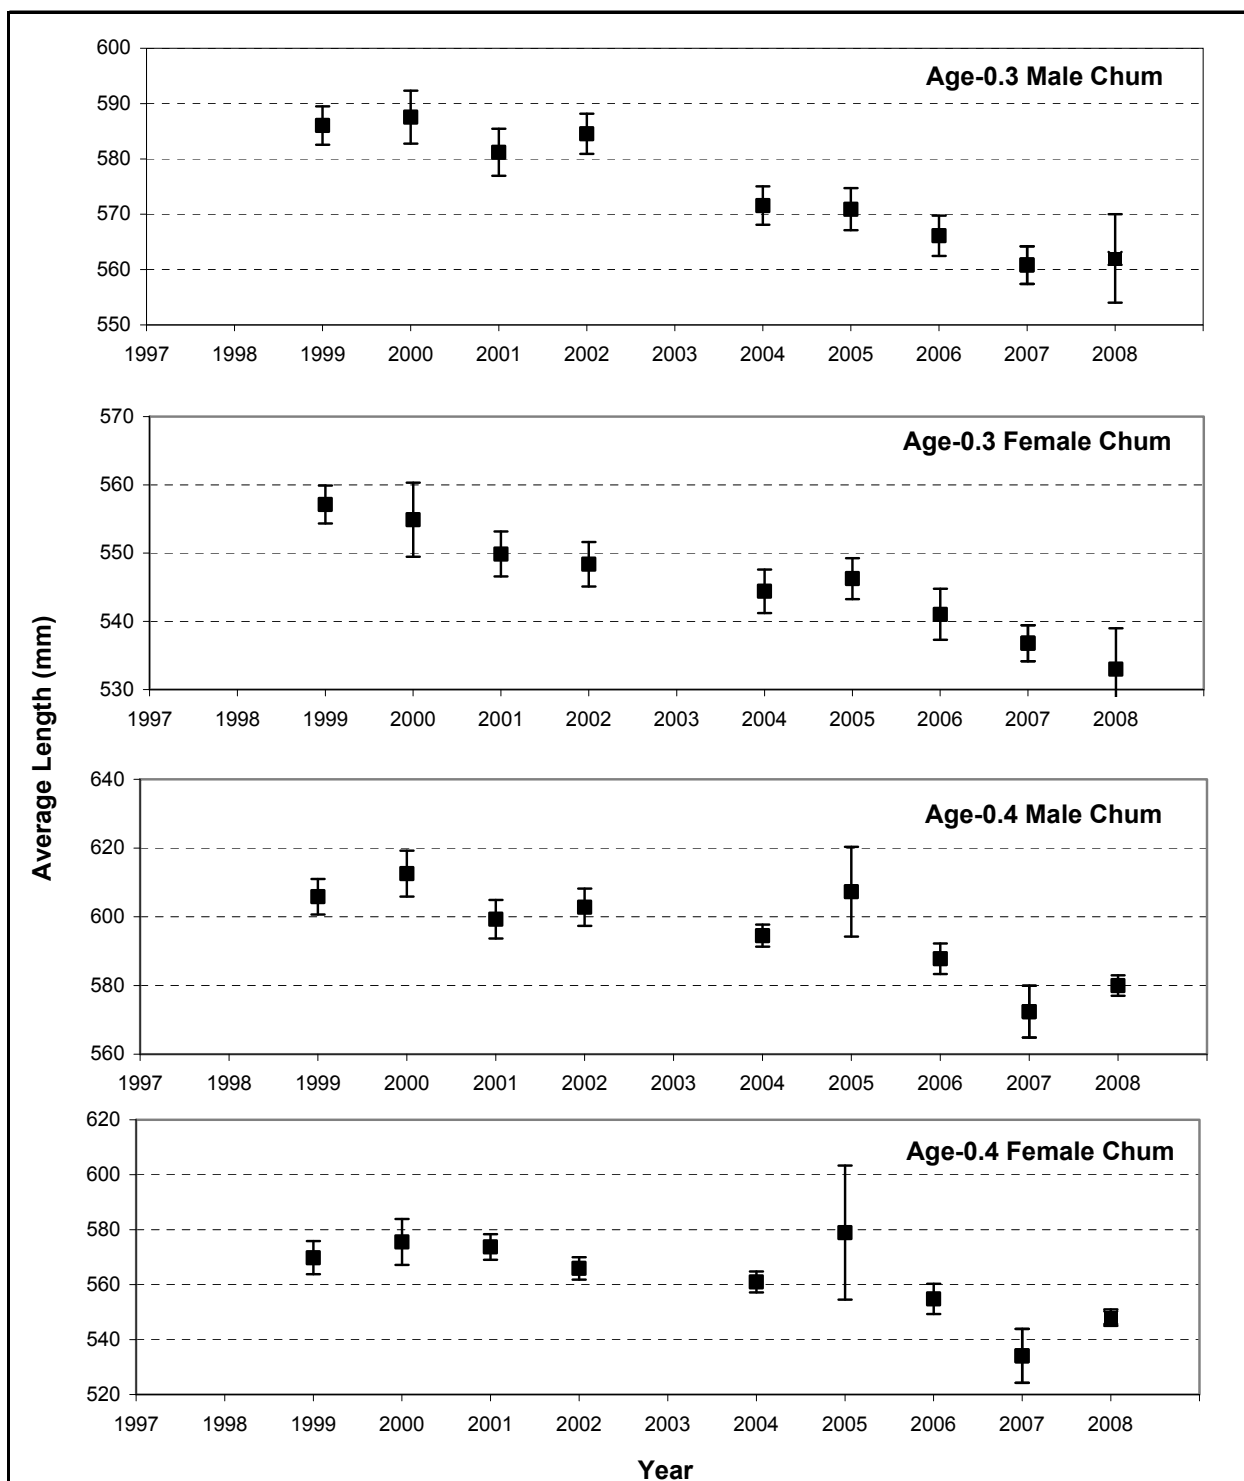 Age-0.3 Male Chum
600
590
580
570
560
550
1997 1998 1999 2000 2001 2002 2003 2004 2005 2006 2007 2008
Age-0.3 Female Chum
570
560
550
540
530
1997 1998 1999 2000 2001 2002 2003 2004 2005 2006 2007 2008
Average Length (mm)
Age-0.4 Male Chum
640
620
600
580
560
1997 1998 1999 2000 2001 2002 2003 2004 2005 2006 2007 2008
Age-0.4 Female Chum
620
600
580
560
540
520
1997 1998 1999 2000 2001 2002 2003 2004 2005 2006 2007 2008
Year